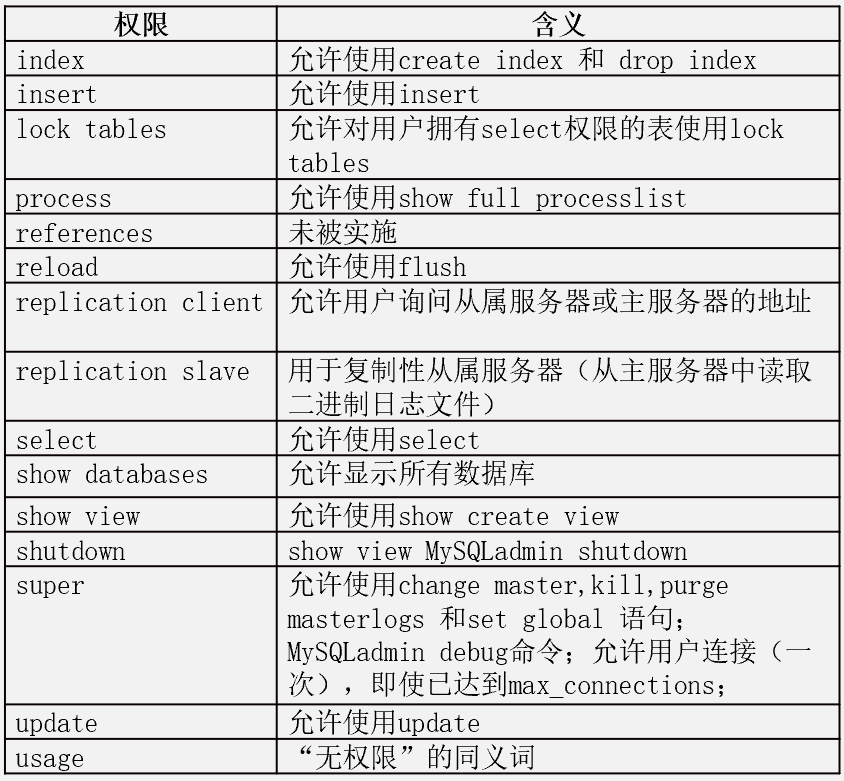 权限 含义
index 允许使用create index 和 drop index
insert 允许使用insert
lock tables 允许对用户拥有select权限的表使用lock
tables
process 允许使用show full processlist
references 未被实施
reload 允许使用flush
replication client 允许用户询问从属服务器或主服务器的地址
replication slave 用于复制性从属服务器（从主服务器中读取
二进制日志文件）
select 允许使用select
show databases 允许显示所有数据库
show view 允许使用show create view
shutdown show view MySQLadmin shutdown
super 允许使用change master,kill,purge
masterlogs 和set global 语句；
MySQLadmin debug命令；允许用户连接（一
次）,即使已达到max_connections；
update 允许使用update
usage “无权限”的同义词